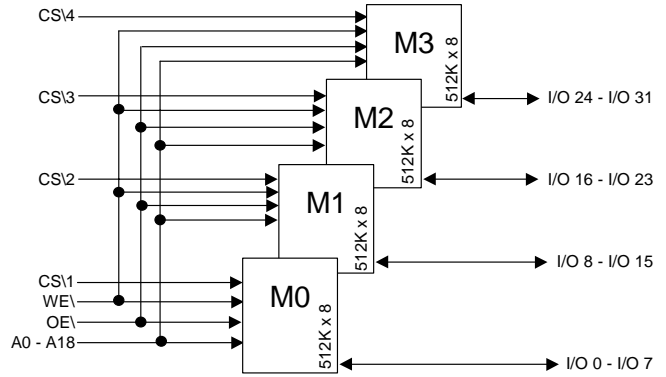 CS\4
M3
512K x 8
I/O 24 - I/O 31
CS\3
M2
512K x 8
I/O 16 - I/O 23
CS\2
M1
512K x 8
I/O 8 - I/O 15
CS\1
WE\
OE\
A0 - A18
M0
512K x 8
I/O 0 - I/O 7